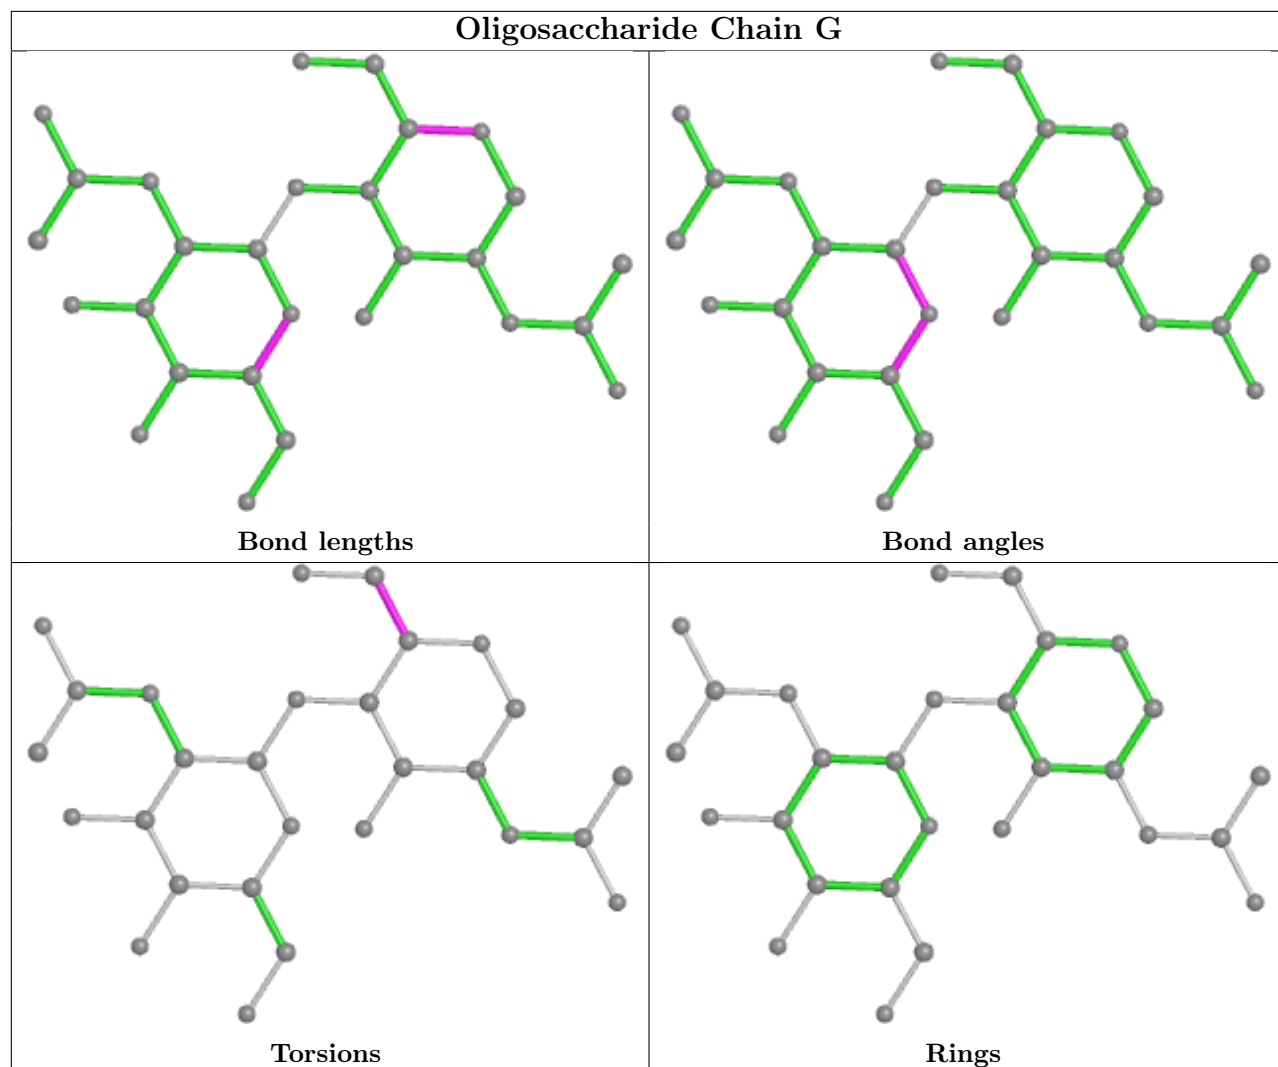 Oligosaccharide Chain G
Bond lengths
Bond angles
Torsions
Rings